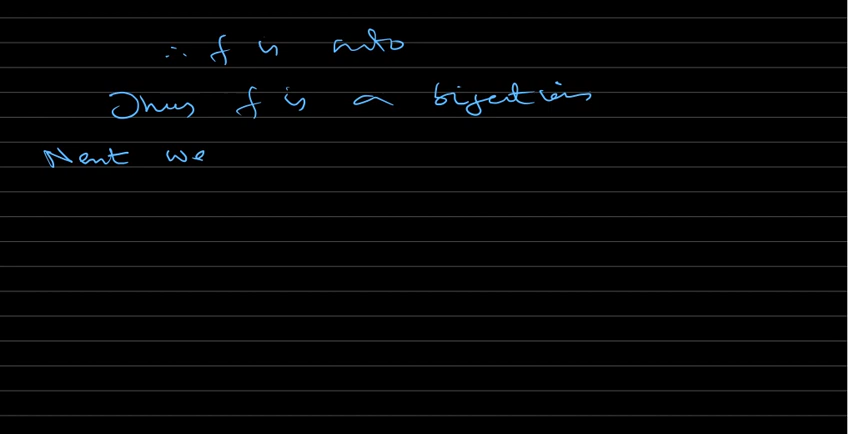 ∴ f is onto
Thus f is a bijection
Next we